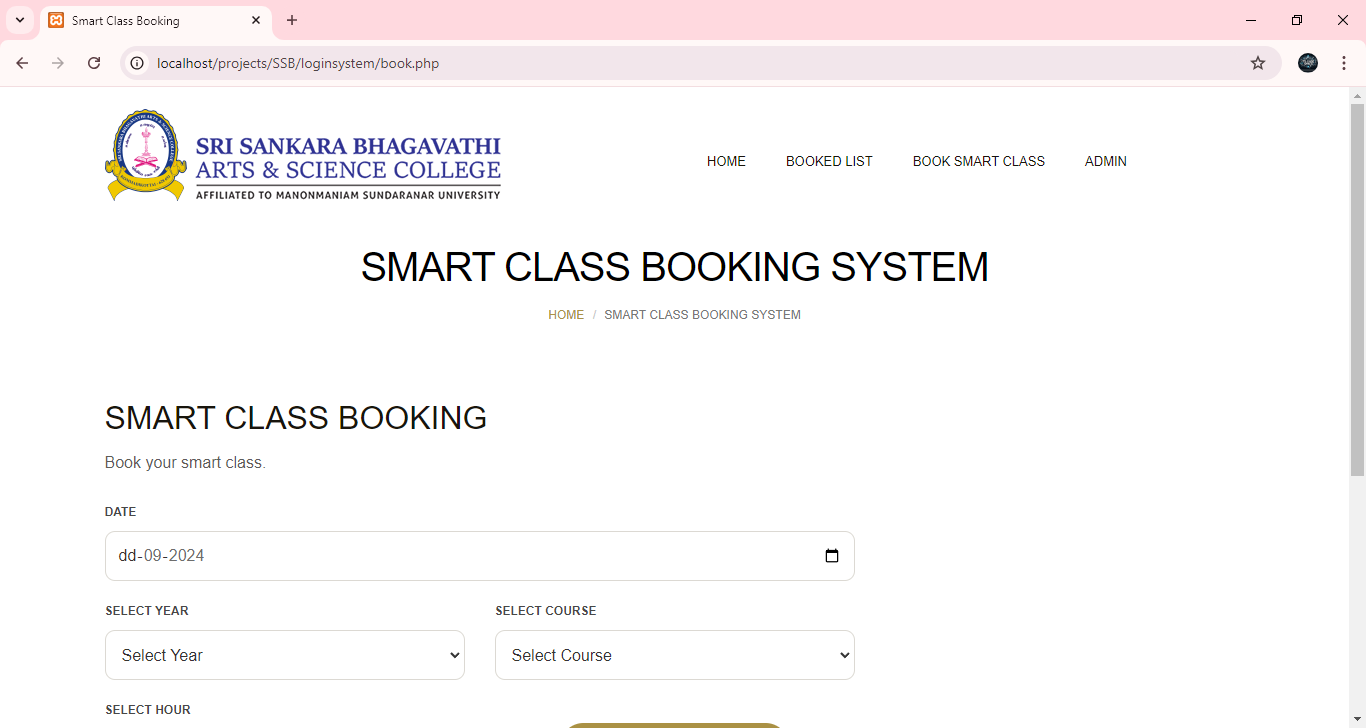 Smart Class Booking
localhost/projects/SSB/loginsystem/book.php
SRI SANKARA BHAGAVATHI
ARTS & SCIENCE COLLEGE
AFFILIATED TO MANONMANIAM SUNDARANAR UNIVERSITY
HOME BOOKED LIST BOOK SMART CLASS ADMIN
SMART CLASS BOOKING SYSTEM
HOME / SMART CLASS BOOKING SYSTEM
SMART CLASS BOOKING
Book your smart class.
DATE
dd-09-2024
SELECT YEAR SELECT COURSE
Select Year Select Course
SELECT HOUR